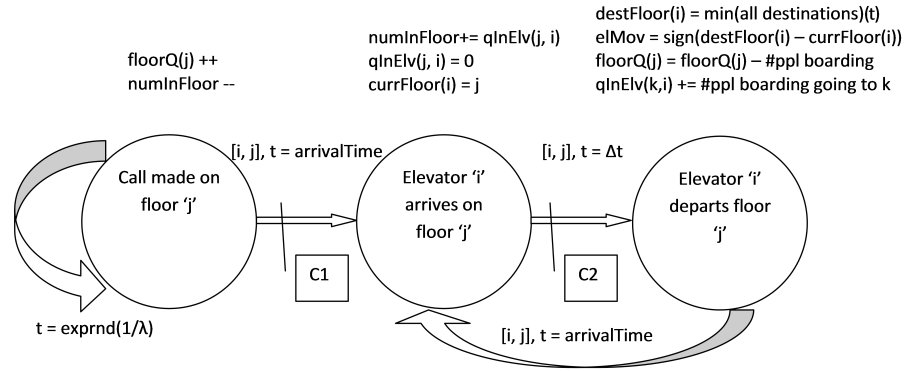 floorQ(j) ++
numInFloor --
numInFloor+= qInElv(j, i)
qInElv(j, i) = 0
currFloor(i) = j
destFloor(i) = min(all destinations)(t)
elMov = sign(destFloor(i) – currFloor(i))
floorQ(j) = floorQ(j) – #ppl boarding
qInElv(k,i) += #ppl boarding going to k
Call made on
floor ‘j’
[i, j], t = arrivalTime
C1
Elevator ‘i’
arrives on
floor ‘j’
[i, j], t = Δt
C2
Elevator ‘i’
departs floor
‘j’
t = exprnd(1/λ)
[i, j], t = arrivalTime